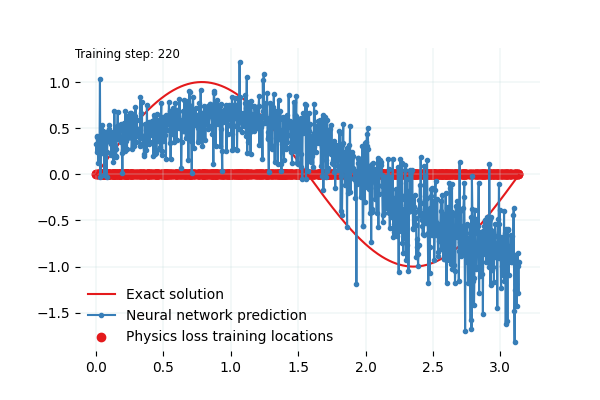 Training step: 220
1.0
0.5
0.0
−0.5
−1.0
−1.5
Exact solution
Neural network prediction
Physics loss training locations
0.0 0.5 1.0 1.5 2.0 2.5 3.0